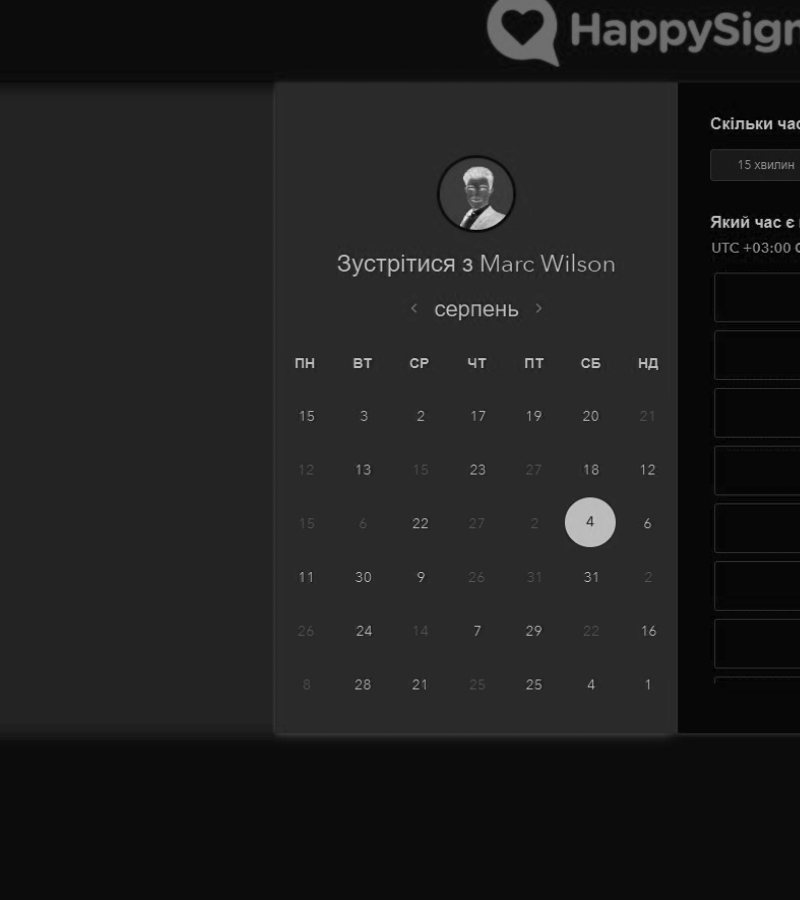 HappySign
Скільки час
15 хвилин
Який час є
UTC +03:00
Зустрітися з Marc Wilson
серпень
ПН ВТ СР ЧТ ПТ СБ НД
15 3 2 17 19 20 21
12 13 15 23 27 18 12
15 6 22 27 2 4 6
11 30 9 26 31 31 2
26 24 14 7 29 22 16
8 28 21 25 25 4 1